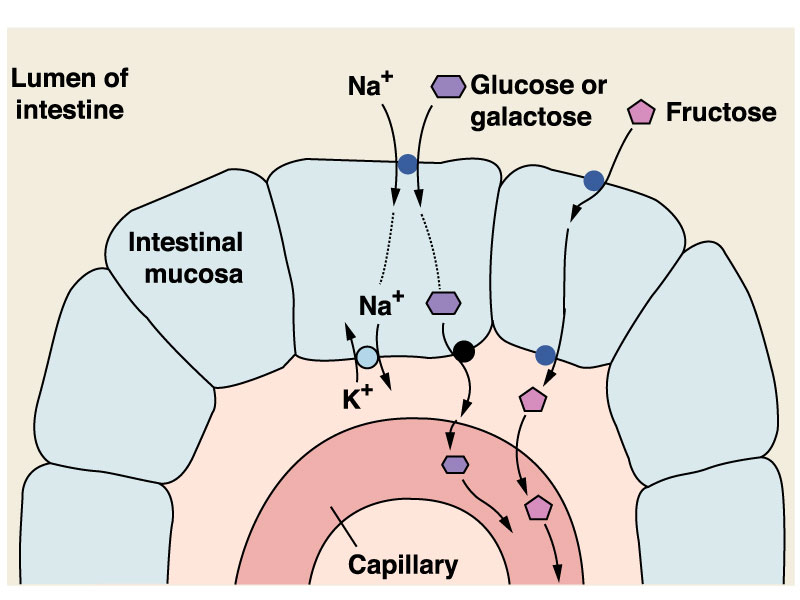 Lumen of
intestine
Na+
Glucose or
galactose
Fructose
Intestinal
mucosa
Na+
K+
Capillary